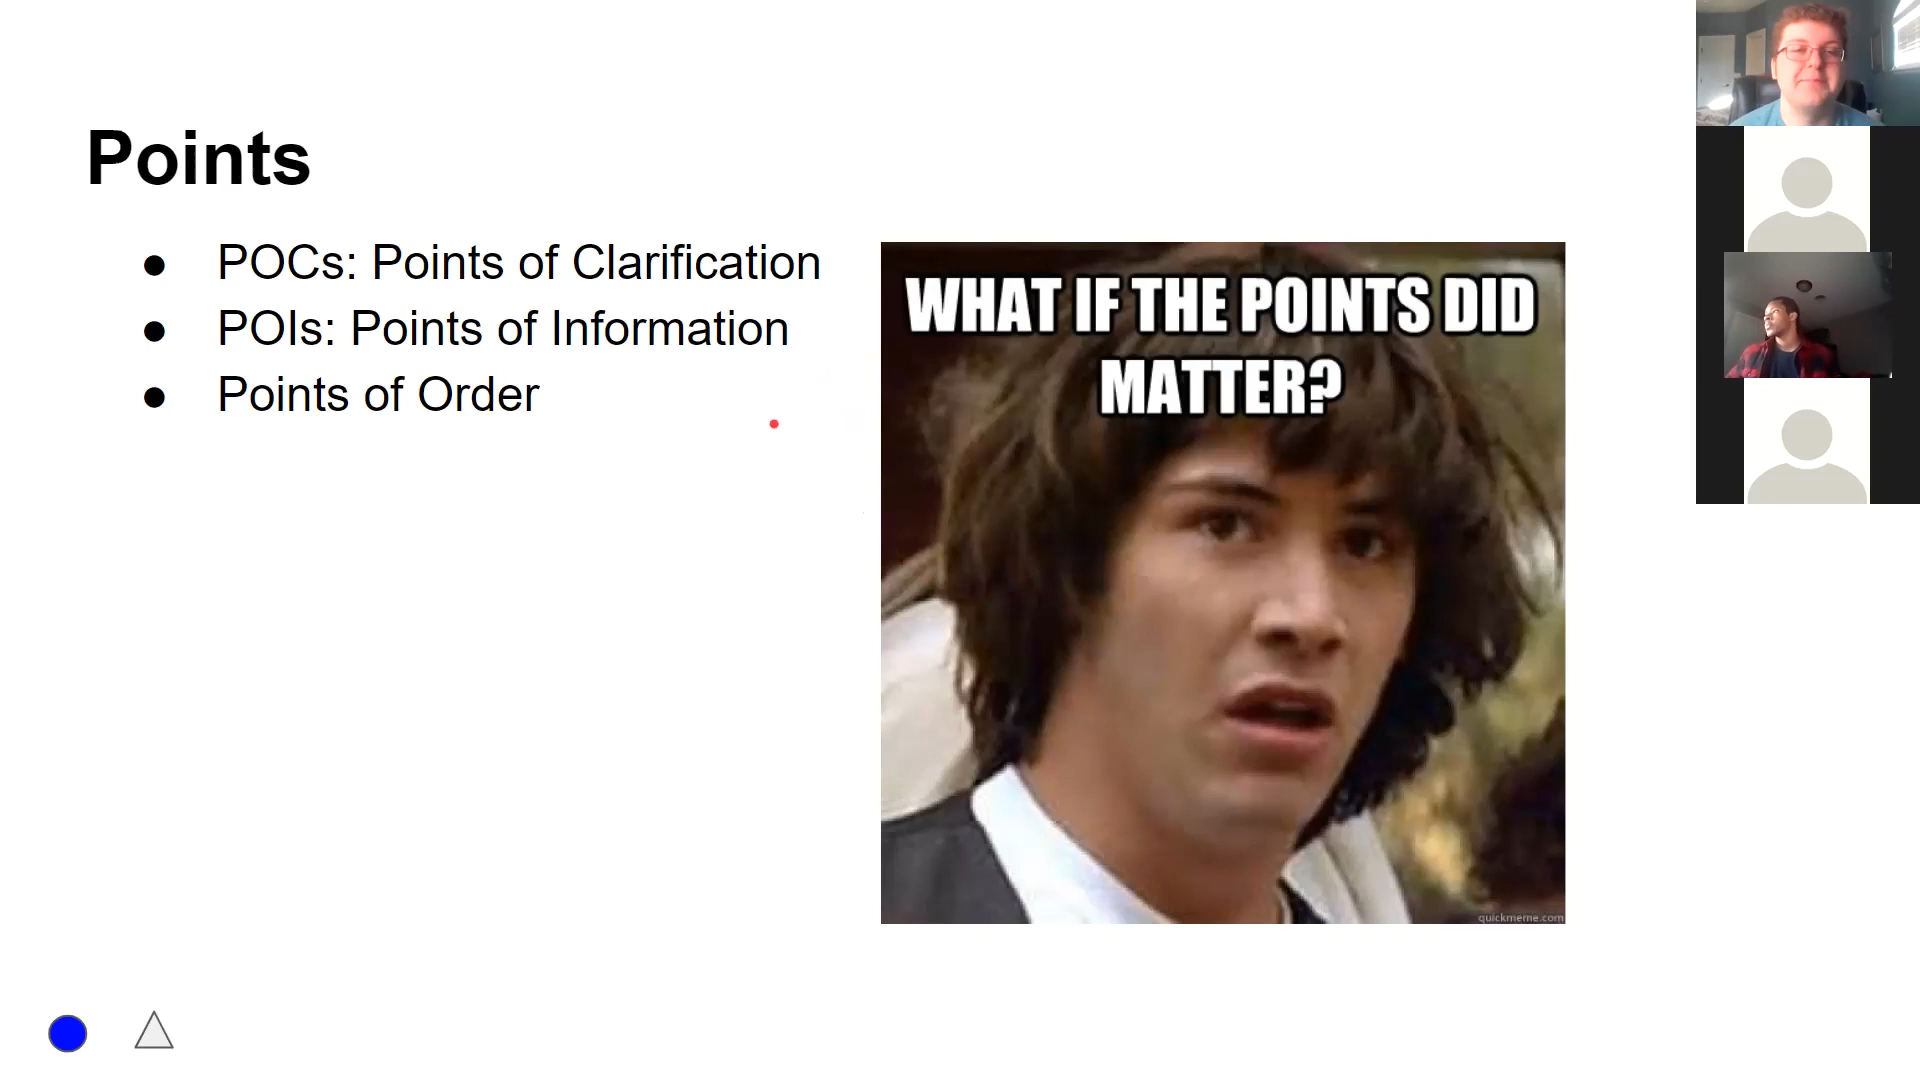 Points
● POCs: Points of Clarification
● POIs: Points of Information
● Points of Order
WHAT IF THE POINTS DID
MATTER?
quickmeme.com